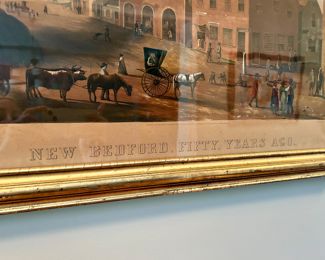 NEW BEDFORD, FIFTY YEARS AGO.